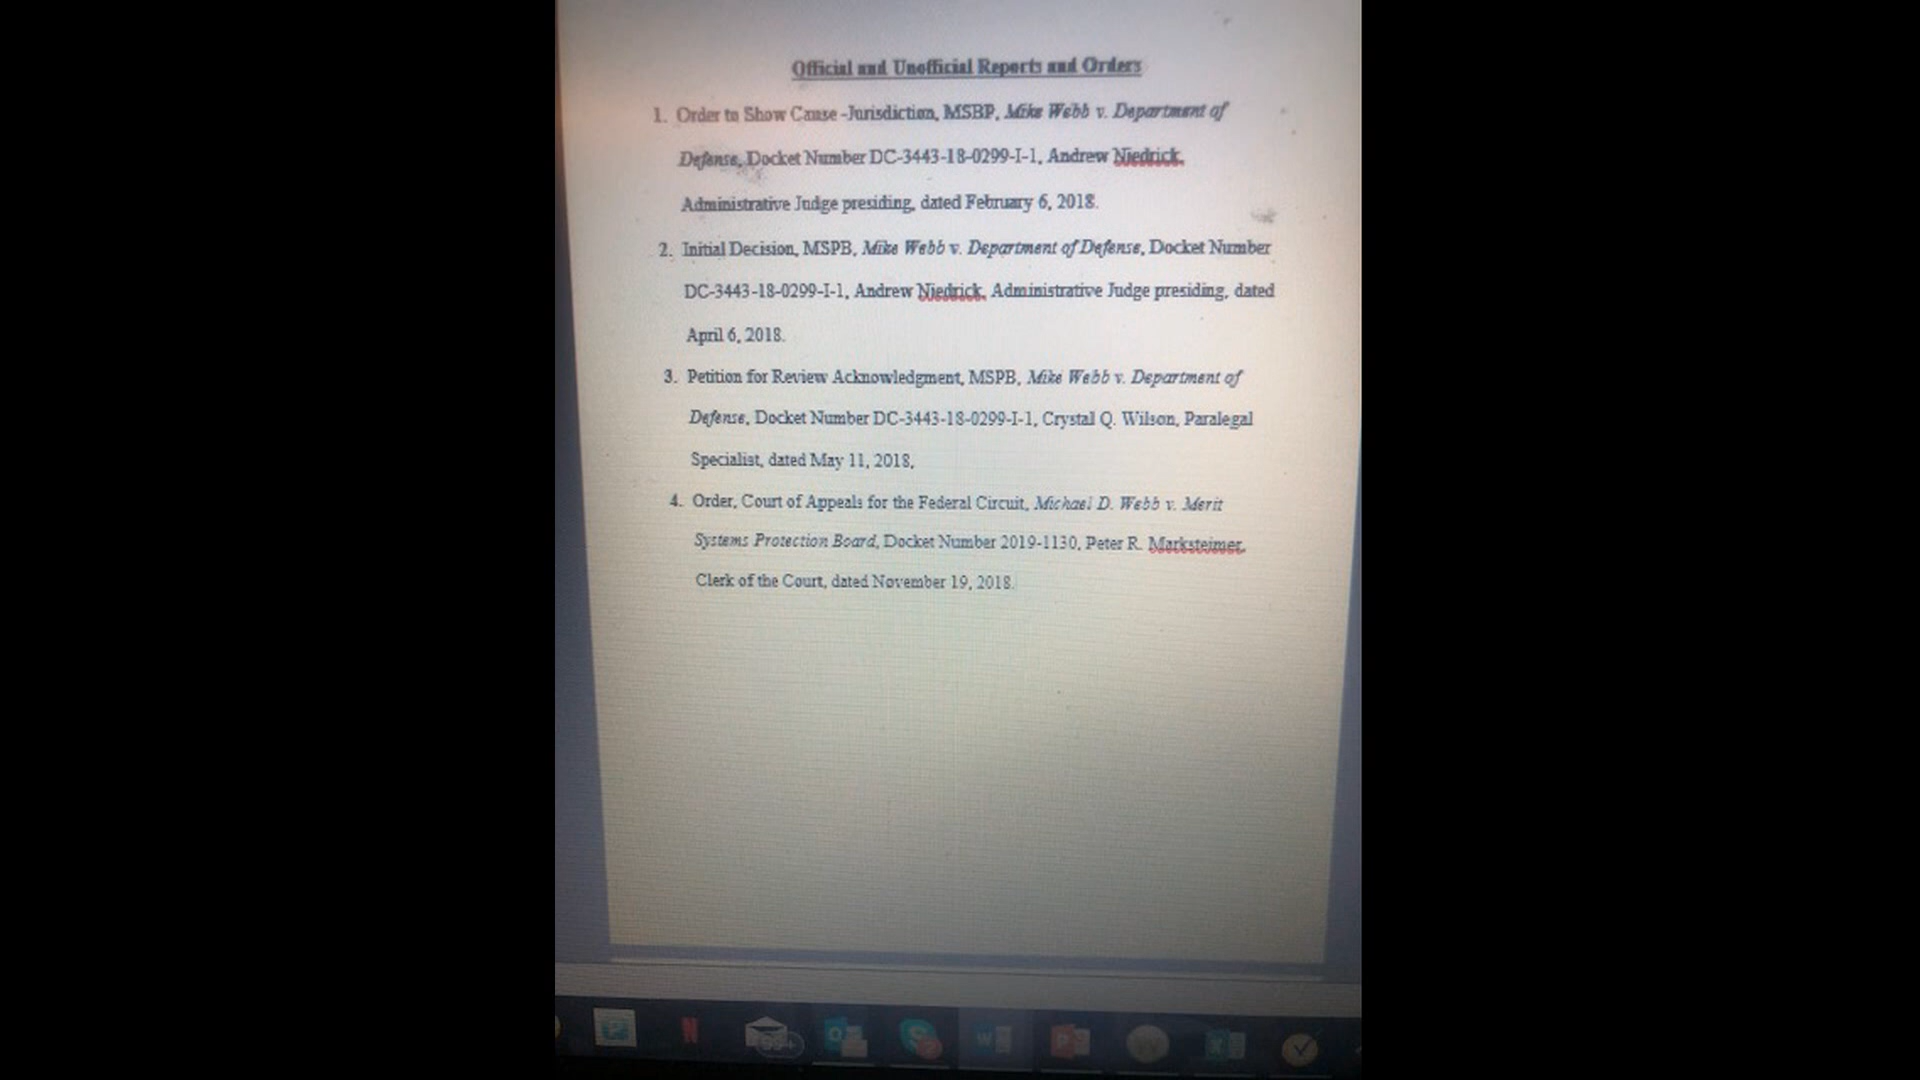 Official and Unofficial Reports and Orders
1. Order to Show Cause -Jurisdiction, MSBP, Mike Webb v. Department of
Defense, Docket Number DC-3443-18-0299-I-1, Andrew Niedrick,
Administrative Judge presiding, dated February 6, 2018.
2. Initial Decision, MSPB, Mike Webb v. Department of Defense, Docket Number
DC-3443-18-0299-I-1, Andrew Niedrick, Administrative Judge presiding, dated
April 6, 2018.
3. Petition for Review Acknowledgment, MSPB, Mike Webb v. Department of
Defense, Docket Number DC-3443-18-0299-I-1, Crystal Q. Wilson, Paralegal
Specialist, dated May 11, 2018,
4. Order, Court of Appeals for the Federal Circuit, Michael D. Webb v. Merit
Systems Protection Board, Docket Number 2019-1130, Peter R. Marksteimer,
Clerk of the Court, dated November 19, 2018.
N 99+